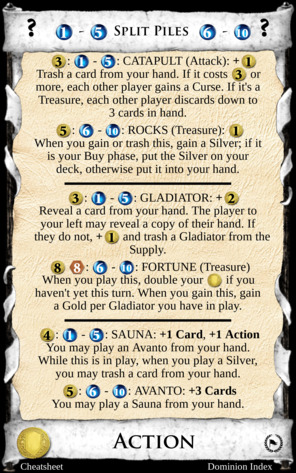 ? 1 - 5 SPLIT PILES 6 - 10 ?
3: 1 - 5: CATAPULT (Attack): + 1
Trash a card from your hand. If it costs 3 or
more, each other player gains a Curse. If it's a
Treasure, each other player discards down to
3 cards in hand.
5: 6 - 10: ROCKS (Treasure): 1
When you gain or trash this, gain a Silver; if it
is your Buy phase, put the Silver on your
deck, otherwise put it into your hand.
3: 1 - 5: GLADIATOR: + 2
Reveal a card from your hand. The player to
your left may reveal a copy of their hand. If
they do not, + 1 and trash a Gladiator from the
Supply.
8 8: 6 - 10: FORTUNE (Treasure)
When you play this, double your if you
haven't yet this turn. When you gain this, gain
a Gold per Gladiator you have in play.
4: 1 - 5: SAUNA: +1 Card, +1 Action
You may play an Avanto from your hand.
While this is in play, when you play a Silver,
you may trash a card from your hand.
5: 6 - 10: AVANTO: +3 Cards
You may play a Sauna from your hand.
ACTION
Cheatsheet Dominion Index